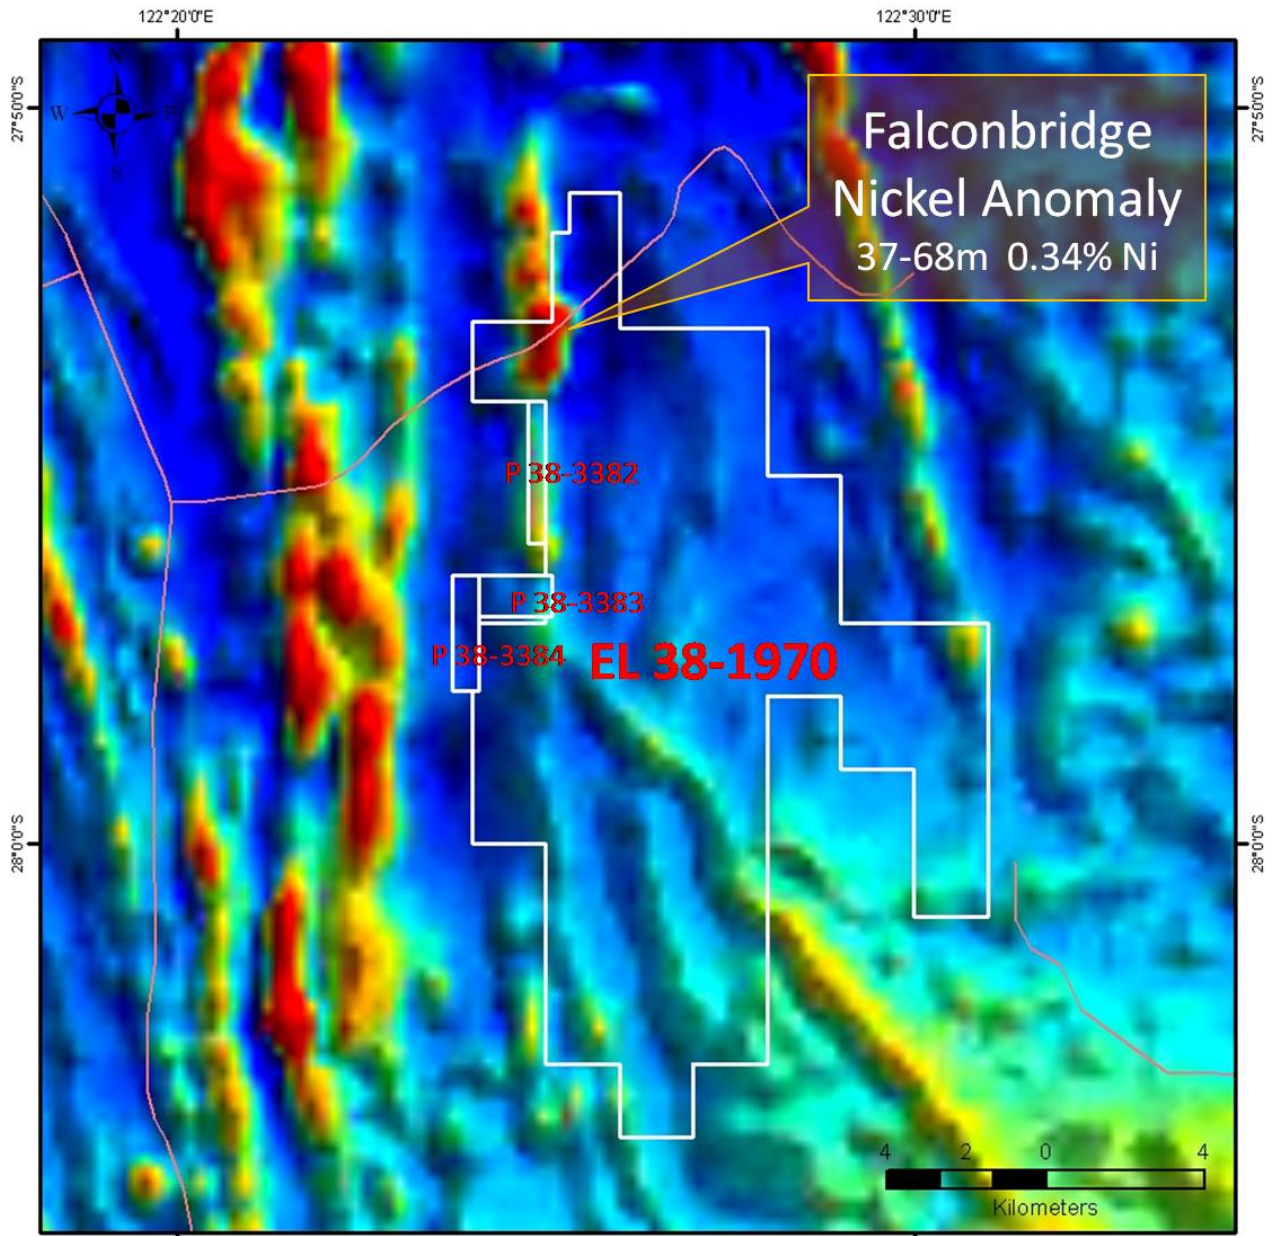 122°20'0"E 122°30'0"E
N
W E
S
27°50'0"S 27°50'0"S
Falconbridge
Nickel Anomaly
37-68m 0.34% Ni
P 38-3382
P 38-3383
P 38-3384 EL 38-1970
28°0'0"S 28°0'0"S
4 2 0 4
Kilometers